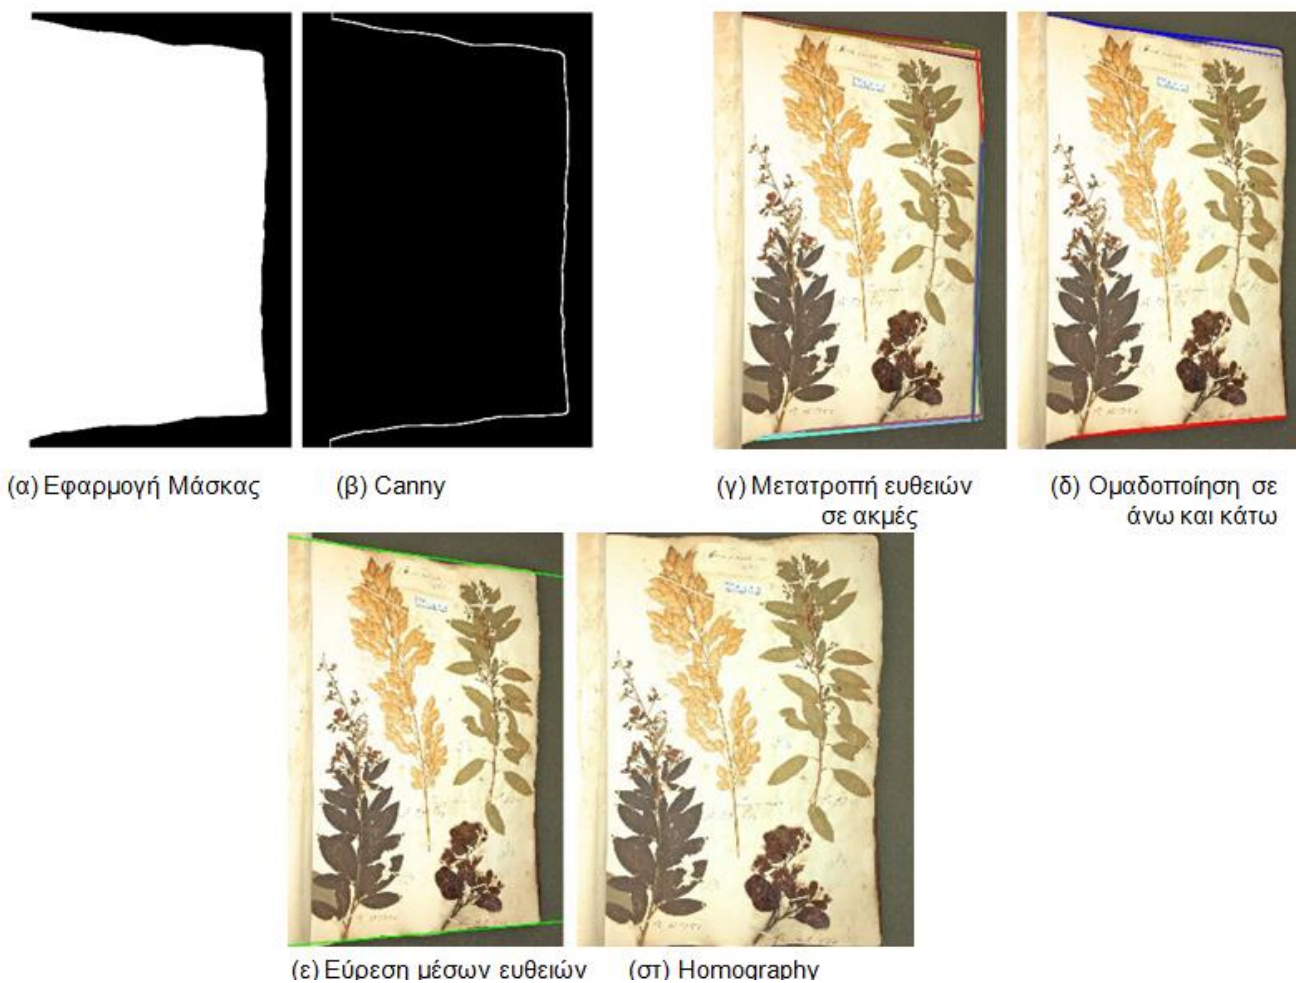 (α) Εφαρμογή Μάσκας
(β) Canny
(γ) Μετατροπή ευθειών
σε ακμές
(δ) Ομαδοποίηση σε
άνω και κάτω
(ε) Εύρεση μέσων ευθειών
(στ) Homography